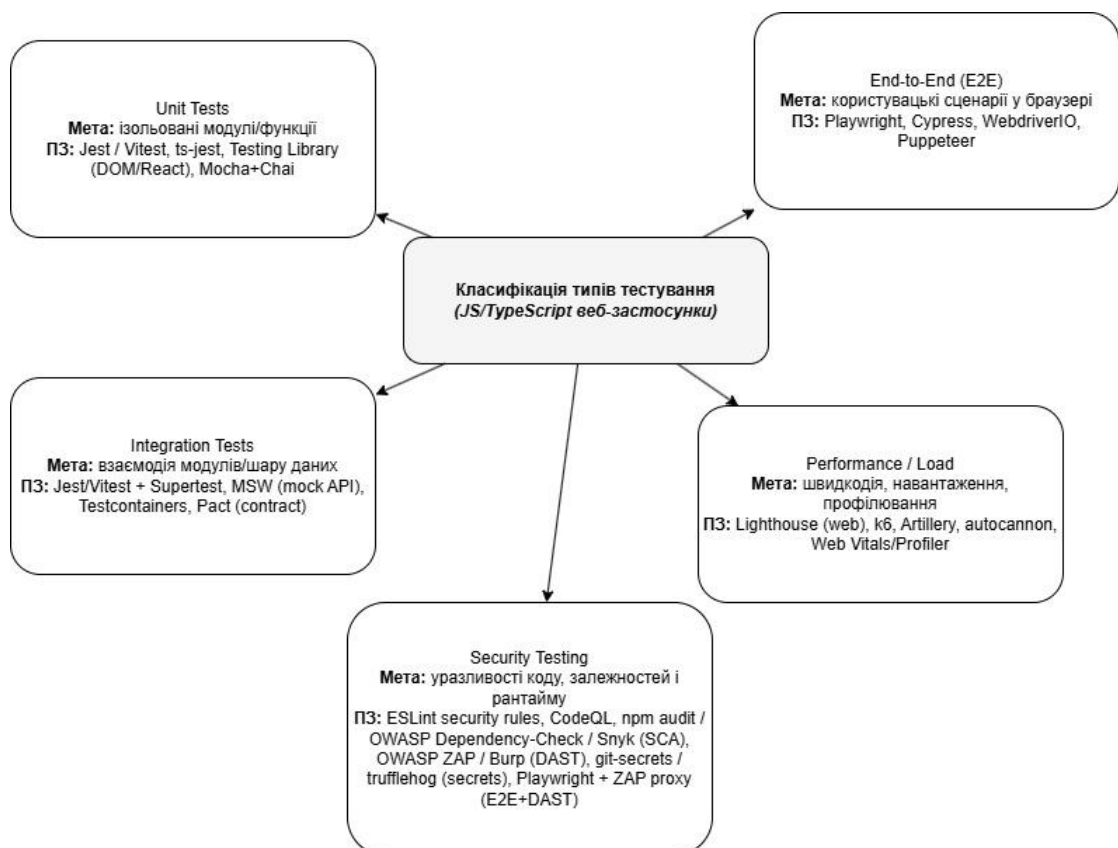 Unit Tests
Мета: ізольовані модулі/функції
ПЗ: Jest / Vitest, ts-jest, Testing Library
(DOM/React), Mocha+Chai
End-to-End (E2E)
Мета: користувацькі сценарії у браузері
ПЗ: Playwright, Cypress, WebdriverIO,
Puppeteer
Класифікація типів тестування
(JS/TypeScript веб-застосунки)
Integration Tests
Мета: взаємодія модулів/шару даних
ПЗ: Jest/Vitest + Supertest, MSW (mock API),
Testcontainers, Pact (contract)
Performance / Load
Мета: швидкодія, навантаження,
профілювання
ПЗ: Lighthouse (web), k6, Artillery, autocannon,
Web Vitals/Profiler
Security Testing
Мета: уразливості коду, залежностей і
рантайму
ПЗ: ESLint security rules, CodeQL, npm audit /
OWASP Dependency-Check / Snyk (SCA),
OWASP ZAP / Burp (DAST), git-secrets /
trufflehog (secrets), Playwright + ZAP proxy
(E2E+DAST)